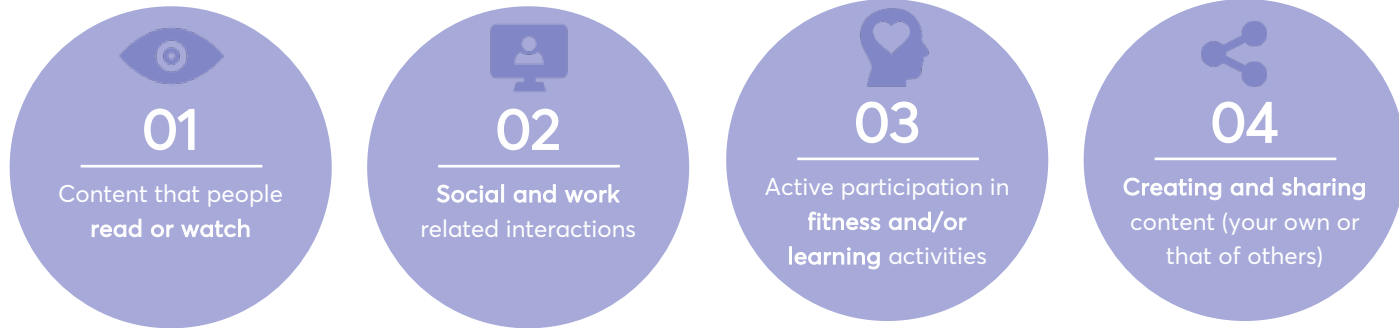 01
Content that people
read or watch
02
Social and work
related interactions
03
Active participation in
fitness and/or
learning activities
04
Creating and sharing
content (your own or
that of others)